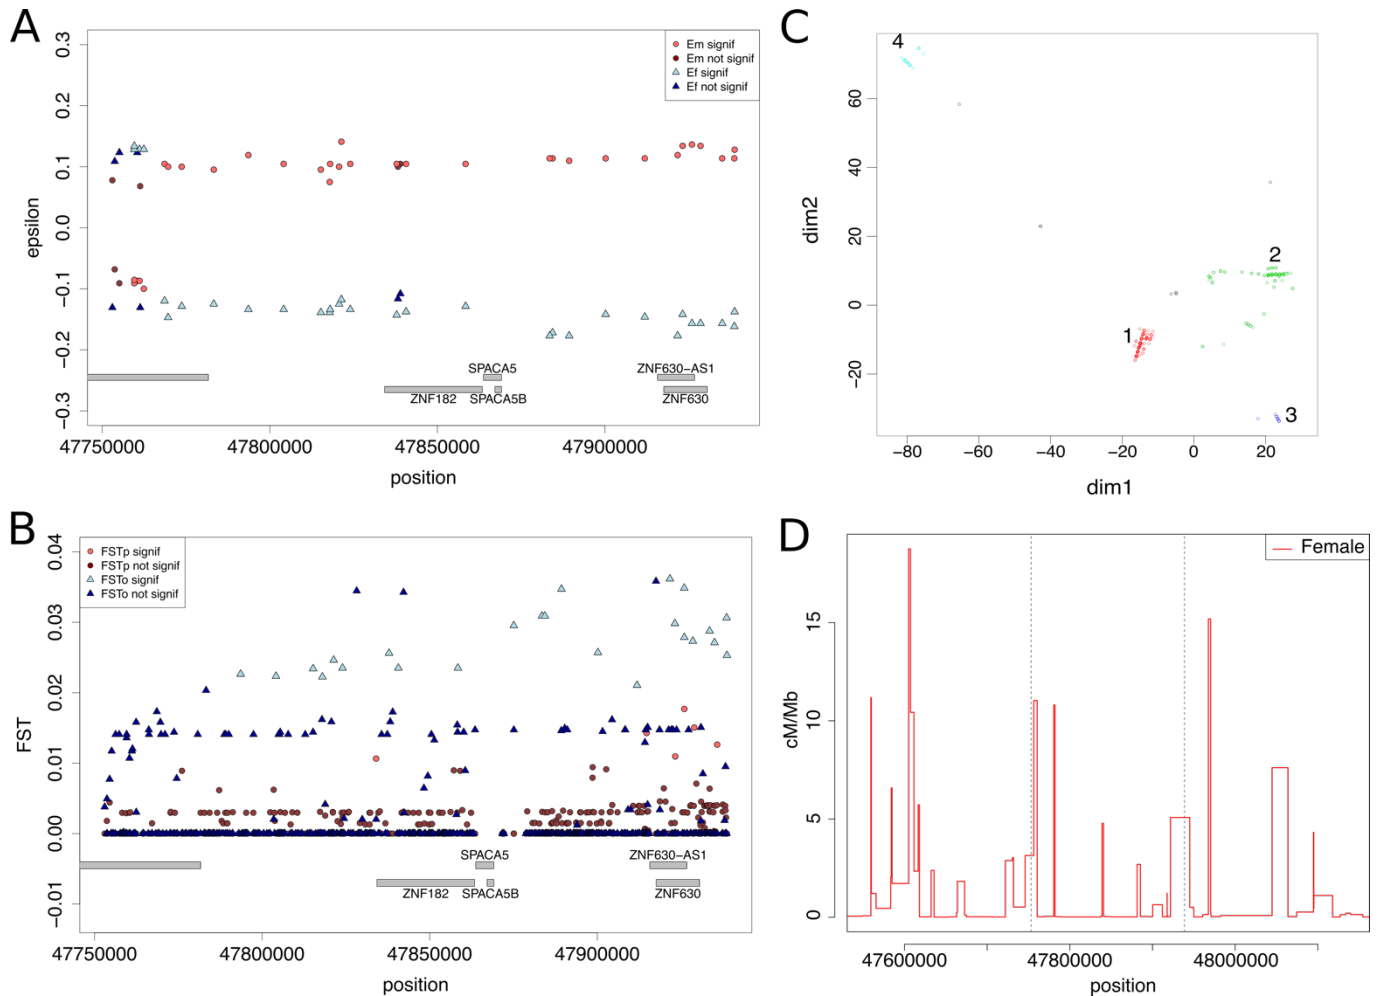 A
epsilon
0.3
0.2
0.1
0.0
−0.1
−0.2
−0.3
Em signif
Em not signif
Ef signif
Ef not signif
SPACA5
ZNF630−AS1
ZNF182
SPACA5B
ZNF630
47750000
47800000
47850000
47900000
position
C
dim2
60
40
20
0
−20
4
2
1
3
−80
−60
−40
−20
0
20
dim1
B
FST
0.04
0.03
0.02
0.01
0.00
−0.01
FSTp signif
FSTp not signif
FSTo signif
FSTo not signif
SPACA5
ZNF630−AS1
ZNF182
SPACA5B
ZNF630
47750000
47800000
47850000
47900000
position
D
cM/Mb
15
10
5
0
Female
47600000
47800000
48000000
position